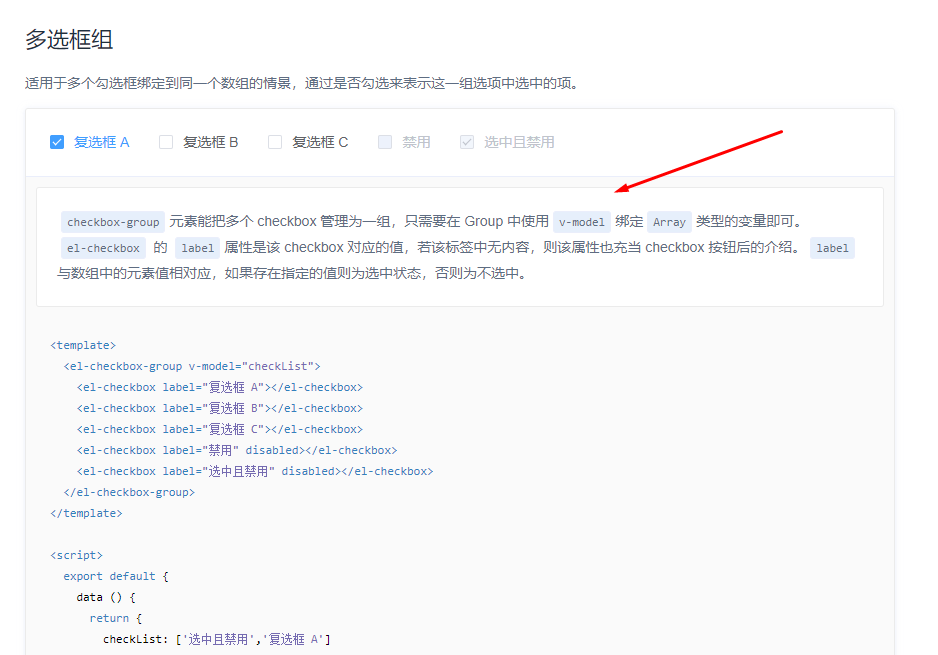 多选框组
适用于多个勾选框绑定到同一个数组的情景，通过是否勾选来表示这一组选项中选中的项。
复选框 A 复选框 B 复选框 C 禁用 选中且禁用
checkbox-group 元素能把多个 checkbox 管理为一组，只需要在 Group 中使用 v-model 绑定 Array 类型的变量即可。
el-checkbox 的 label 属性是该 checkbox 对应的值，若该标签中无内容，则该属性也充当 checkbox 按钮后的介绍。 label
与数组中的元素值相对应，如果存在指定的值则为选中状态，否则为不选中。
<template>
  <el-checkbox-group v-model="checkList">
    <el-checkbox label="复选框 A"></el-checkbox>
    <el-checkbox label="复选框 B"></el-checkbox>
    <el-checkbox label="复选框 C"></el-checkbox>
    <el-checkbox label="禁用" disabled></el-checkbox>
    <el-checkbox label="选中且禁用" disabled></el-checkbox>
  </el-checkbox-group>
</template>
<script>
  export default {
    data () {
      return {
        checkList: ['选中且禁用','复选框 A']